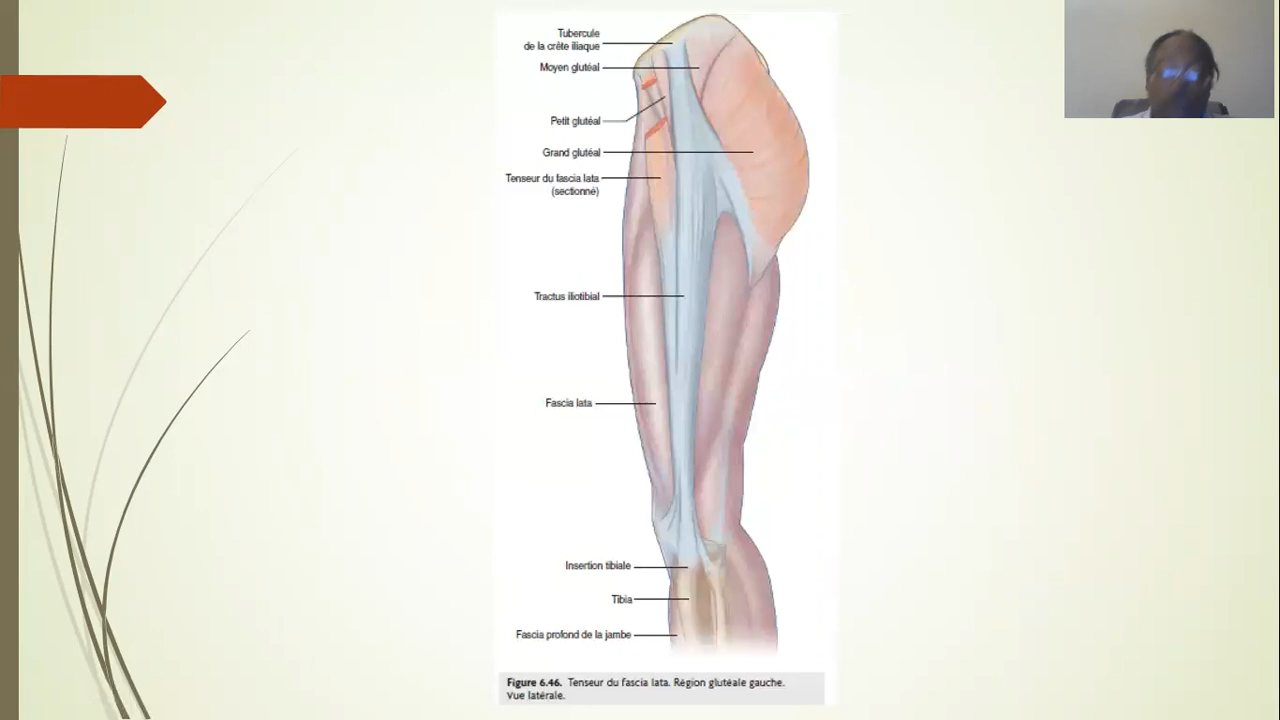 Tubercule
de la crête iliaque
Moyen glutéal
Petit glutéal
Grand glutéal
Tenseur du fascia lata
(sectionné)
Tractus iliotibial
Fascia lata
Insertion tibiale
Tibia
Fascia profond de la jambe
Figure 6.46. Tenseur du fascia lata. Région glutéale gauche.
Vue latérale.